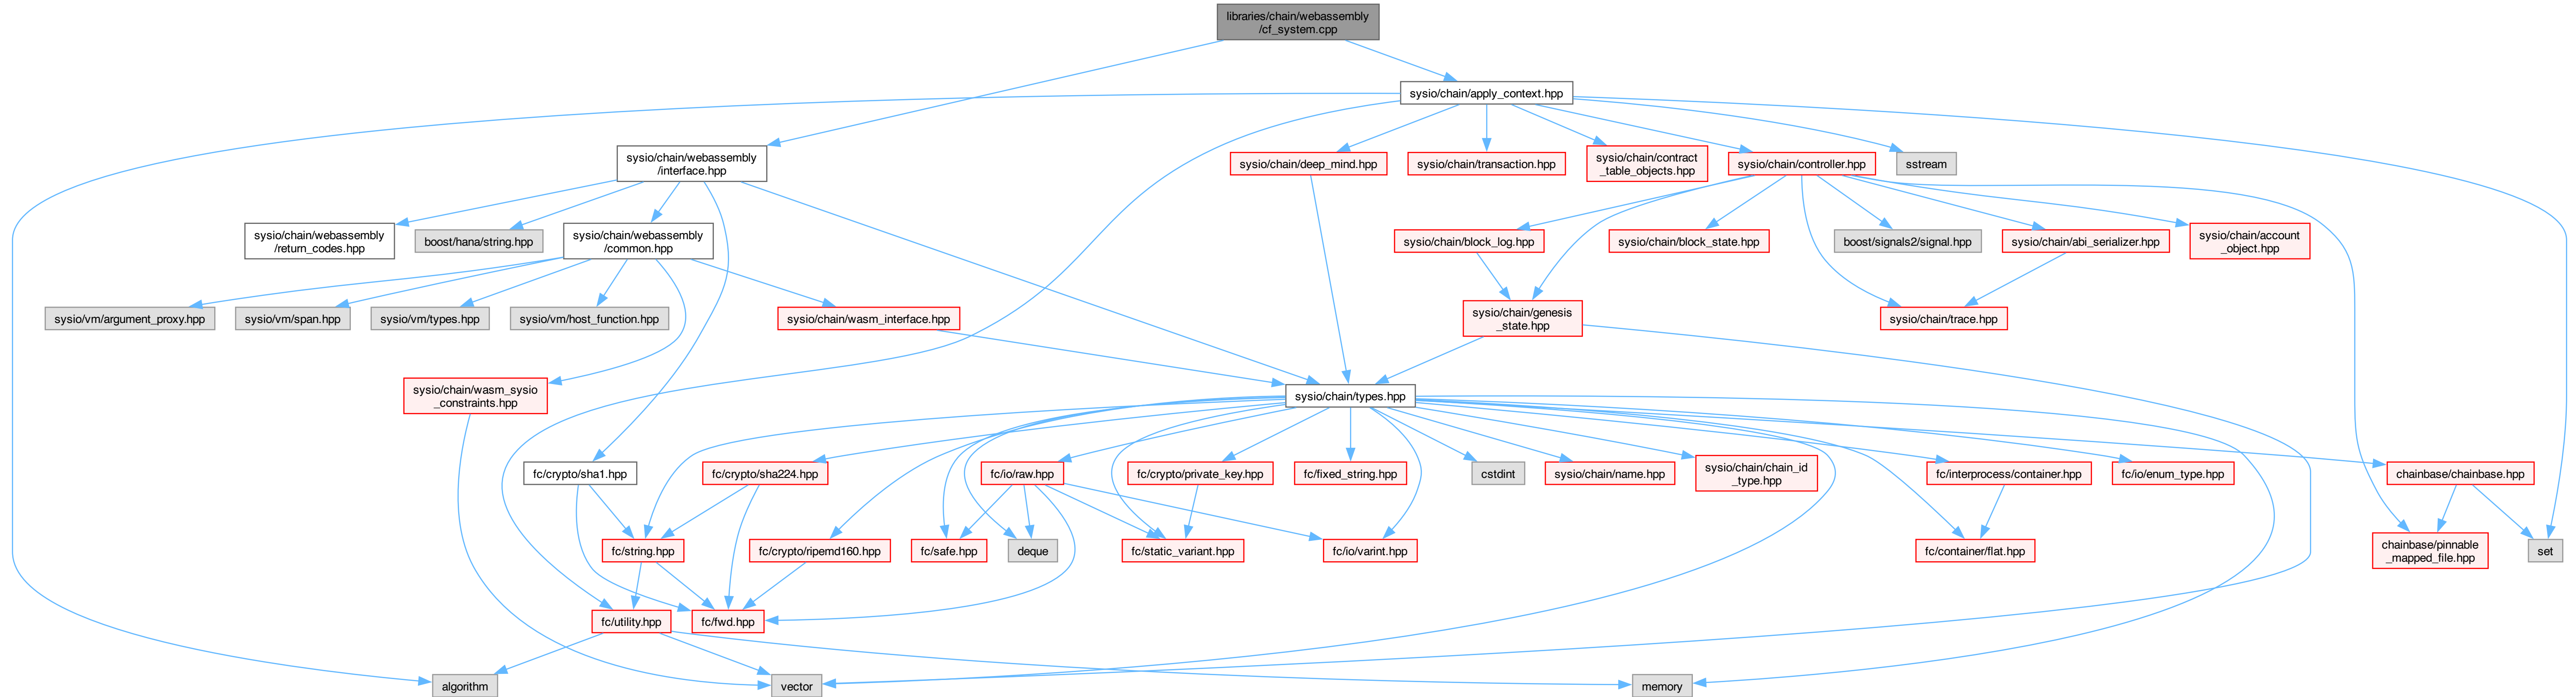 libraries/chain/webassembly
/cf_system.cpp
sysio/chain/apply_context.hpp
sysio/chain/webassembly
/interface.hpp
sysio/chain/deep_mind.hpp
sysio/chain/transaction.hpp
sysio/chain/contract
_table_objects.hpp
sysio/chain/controller.hpp
sstream
sysio/chain/webassembly
/return_codes.hpp
boost/hana/string.hpp
sysio/chain/webassembly
/common.hpp
sysio/chain/block_log.hpp
sysio/chain/block_state.hpp
boost/signals2/signal.hpp
sysio/chain/abi_serializer.hpp
sysio/chain/account
_object.hpp
sysio/vm/argument_proxy.hpp
sysio/vm/span.hpp
sysio/vm/types.hpp
sysio/vm/host_function.hpp
sysio/chain/wasm_interface.hpp
sysio/chain/genesis
_state.hpp
sysio/chain/trace.hpp
sysio/chain/wasm_sysio
_constraints.hpp
sysio/chain/types.hpp
fc/crypto/sha1.hpp
fc/crypto/sha224.hpp
fc/io/raw.hpp
fc/crypto/private_key.hpp
fc/fixed_string.hpp
cstdint
sysio/chain/name.hpp
sysio/chain/chain_id
_type.hpp
fc/interprocess/container.hpp
fc/io/enum_type.hpp
chainbase/chainbase.hpp
fc/string.hpp
fc/crypto/ripemd160.hpp
fc/safe.hpp
deque
fc/static_variant.hpp
fc/io/varint.hpp
fc/container/flat.hpp
chainbase/pinnable
_mapped_file.hpp
set
fc/utility.hpp
fc/fwd.hpp
algorithm
vector
memory